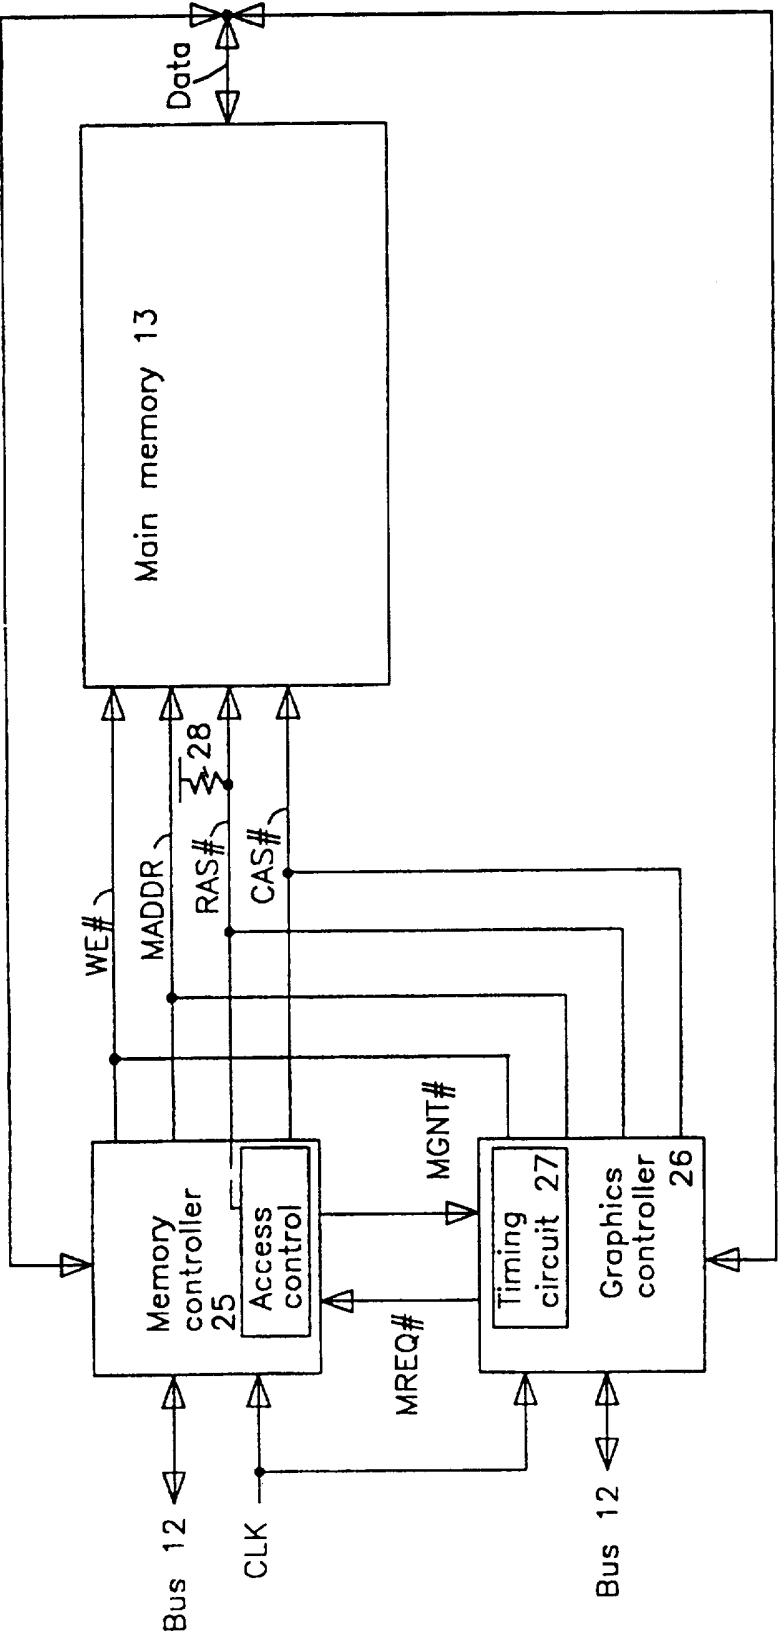 Bus 12
CLK
Bus 12
Memory
controller
25
Access
control
MREQ#
MGNT#
Timing
circuit 27
Graphics
controller
26
WE#
MADDR
RAS#
CAS#
28
Main memory 13
Data